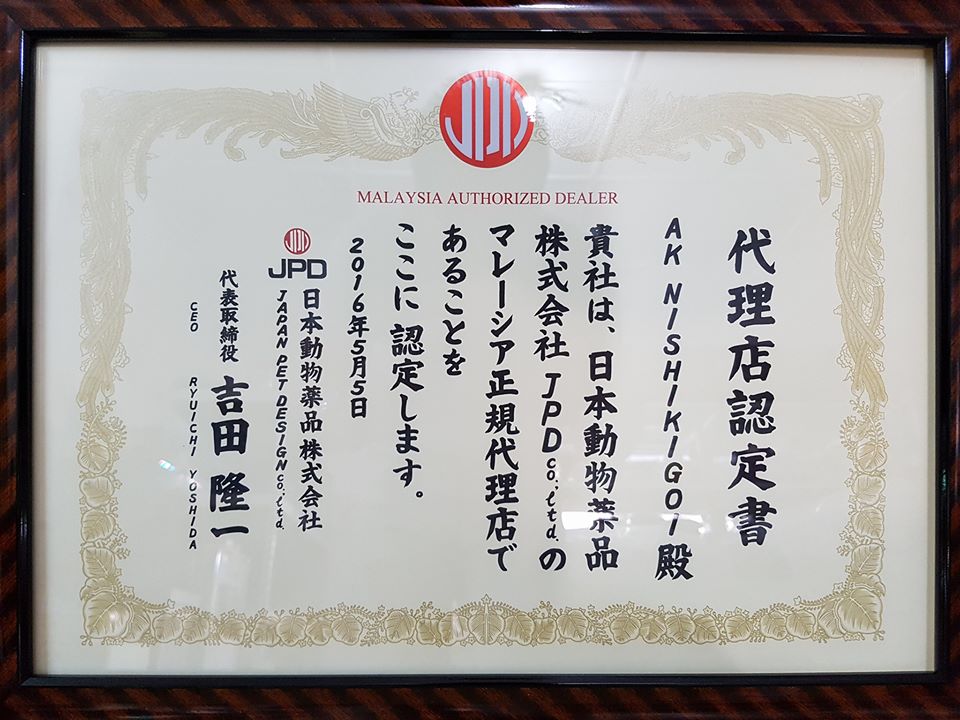 MALAYSIA AUTHORIZED DEALER
代理店認定書
AK NISHIKIGOI 殿
貴社は、日本動物薬品
株式会社 JPD co.,ltd. の
マレーシア正規代理店で
あることを
ここに認定します。
2016年5月5日
JPD
日本動物薬品 株式会社
JAPAN PET DESIGN co.,ltd.
代表取締役 吉田 隆一
CEO RYUICHI YOSHIDA